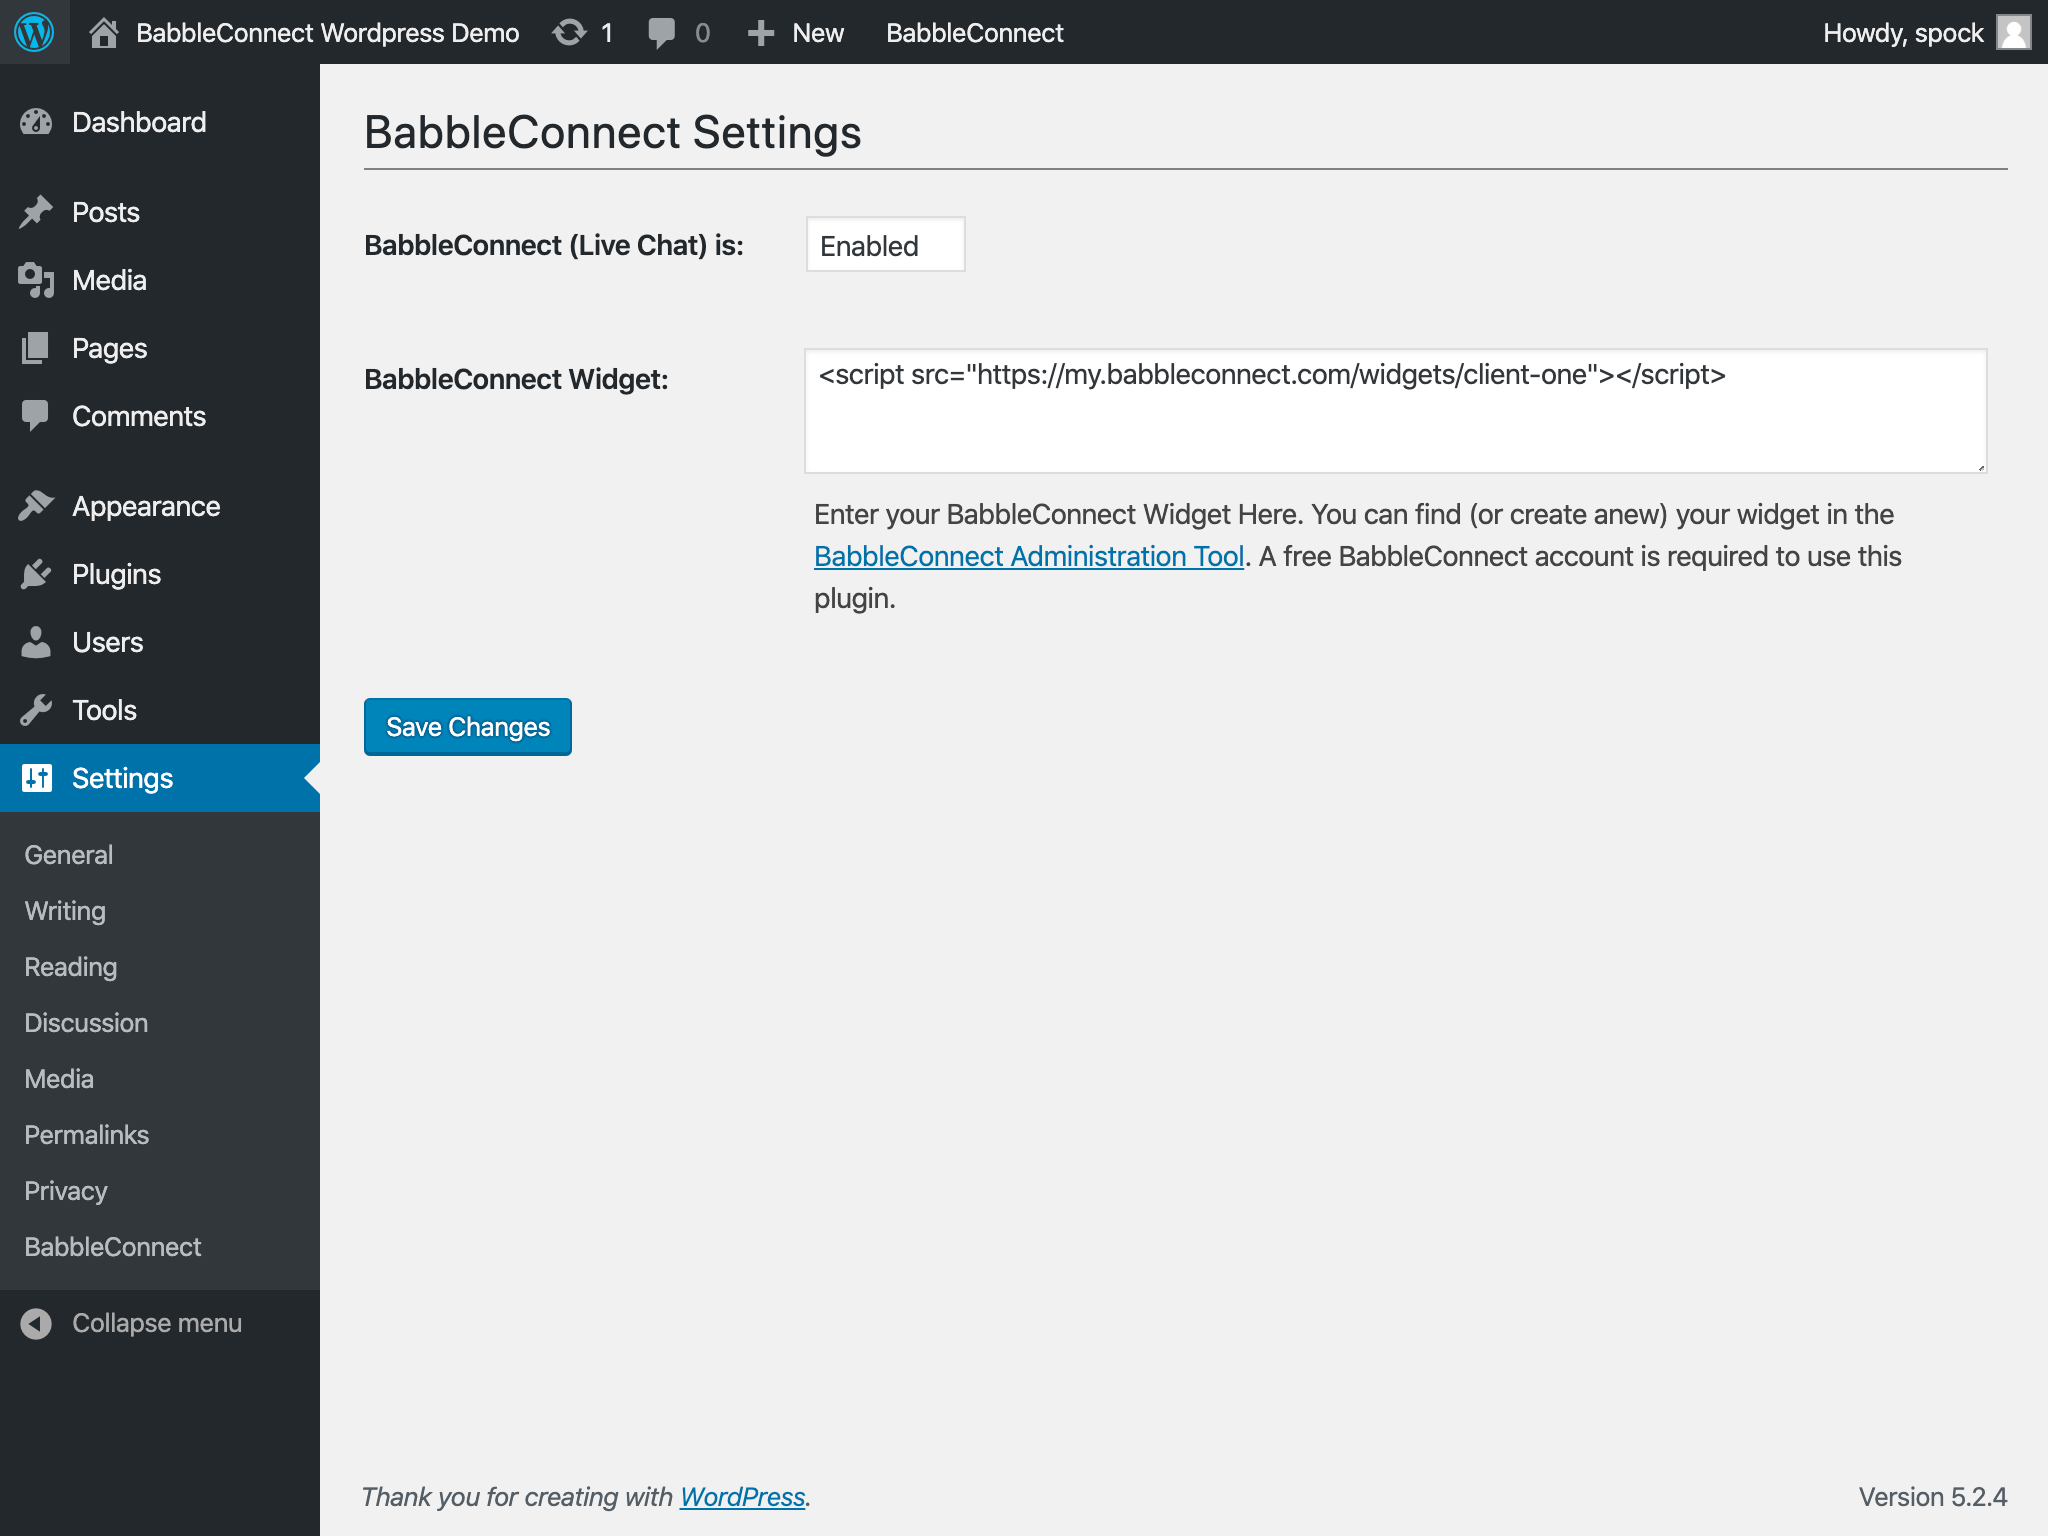 BabbleConnect Wordpress Demo 1 0 New BabbleConnect Howdy, spock
Dashboard
Posts
Media
Pages
Comments
Appearance
Plugins
Users
Tools
Settings
General
Writing
Reading
Discussion
Media
Permalinks
Privacy
BabbleConnect
Collapse menu
BabbleConnect Settings
BabbleConnect (Live Chat) is: Enabled
BabbleConnect Widget: <script src="https://my.babbleconnect.com/widgets/client-one"></script>
Enter your BabbleConnect Widget Here. You can find (or create anew) your widget in the
BabbleConnect Administration Tool. A free BabbleConnect account is required to use this
plugin.
Save Changes
Thank you for creating with WordPress. Version 5.2.4